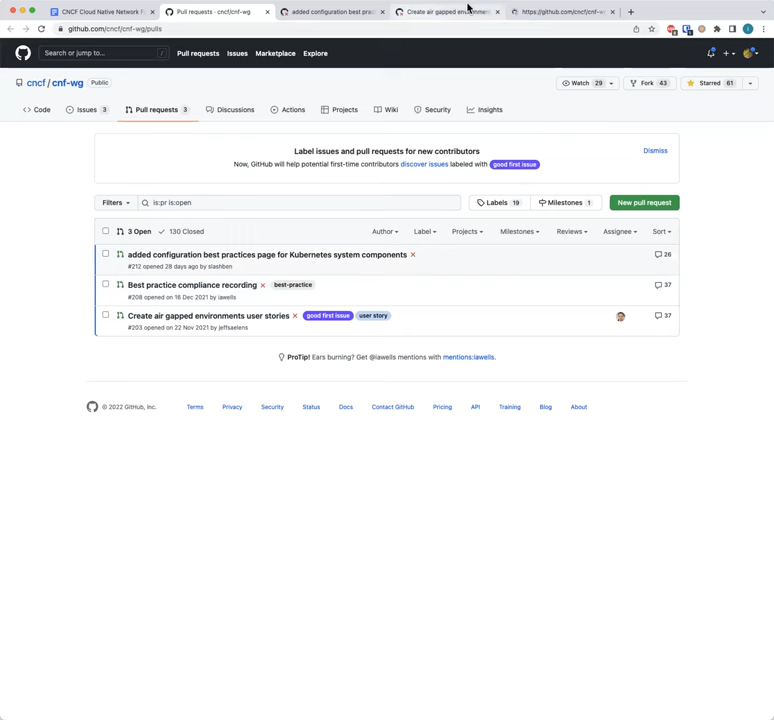 CNCF Cloud Native Network F
Pull requests · cncf/cnf-wg
added configuration best prac
Create air gapped environment
https://github.com/cncf/cnf-w
github.com/cncf/cnf-wg/pulls
Search or jump to...
/
Pull requests
Issues
Marketplace
Explore
cncf / cnf-wg
Public
Watch 29
Fork 43
Starred 61
Code
Issues 3
Pull requests 3
Discussions
Actions
Projects
Wiki
Security
Insights
Label issues and pull requests for new contributors
Dismiss
Now, GitHub will help potential first-time contributors discover issues labeled with good first issue
Filters
is:pr is:open
Labels 19
Milestones 1
New pull request
3 Open
130 Closed
Author
Label
Projects
Milestones
Reviews
Assignee
Sort
added configuration best practices page for Kubernetes system components
26
#212 opened 28 days ago by slashben
Best practice compliance recording
best-practice
37
#208 opened on 16 Dec 2021 by iawells
Create air gapped environments user stories
good first issue
user story
37
#203 opened on 22 Nov 2021 by jeffsaelens
ProTip! Ears burning? Get @iawells mentions with mentions:iawells.
© 2022 GitHub, Inc.
Terms
Privacy
Security
Status
Docs
Contact GitHub
Pricing
API
Training
Blog
About